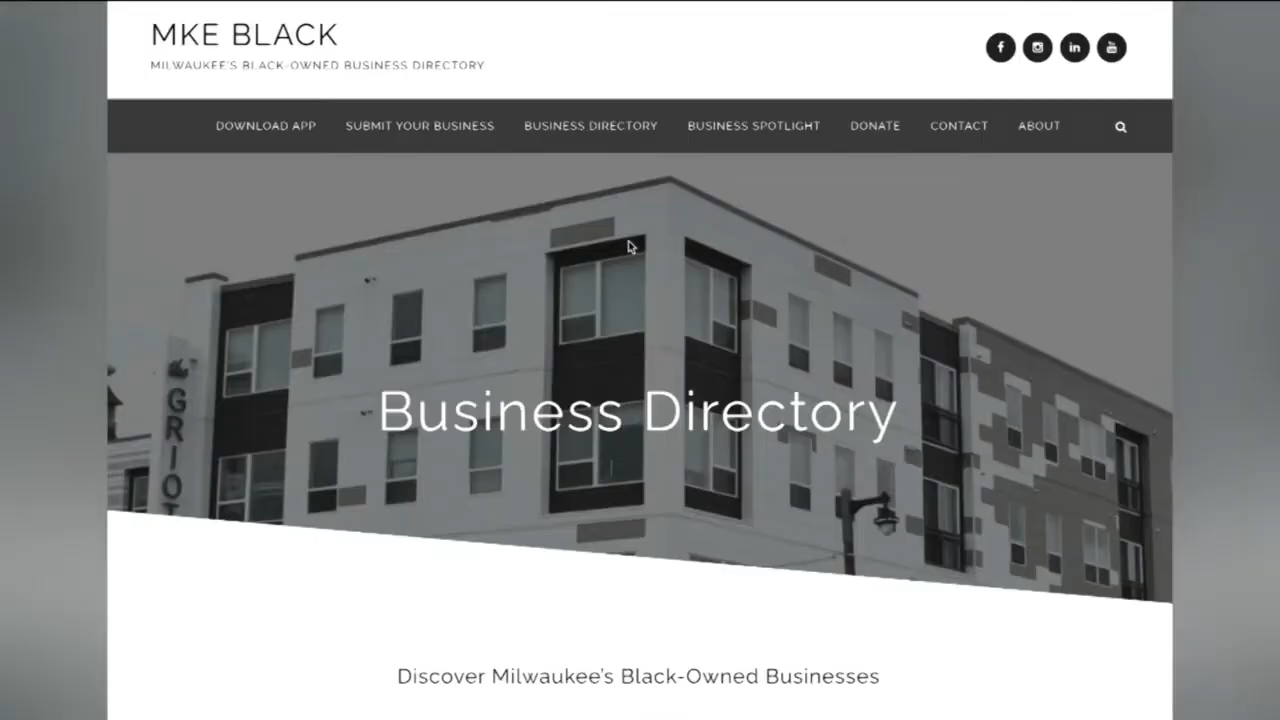 MKE BLACK
MILWAUKEE'S BLACK-OWNED BUSINESS DIRECTORY
DOWNLOAD APP SUBMIT YOUR BUSINESS BUSINESS DIRECTORY BUSINESS SPOTLIGHT DONATE CONTACT ABOUT
GRIOT
Business Directory
Discover Milwaukee's Black-Owned Businesses